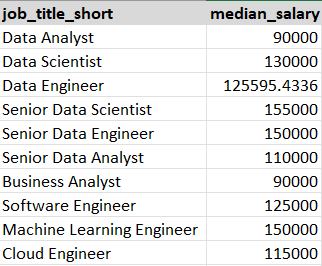 job_title_short median_salary
Data Analyst 90000
Data Scientist 130000
Data Engineer 125595.4336
Senior Data Scientist 155000
Senior Data Engineer 150000
Senior Data Analyst 110000
Business Analyst 90000
Software Engineer 125000
Machine Learning Engineer 150000
Cloud Engineer 115000